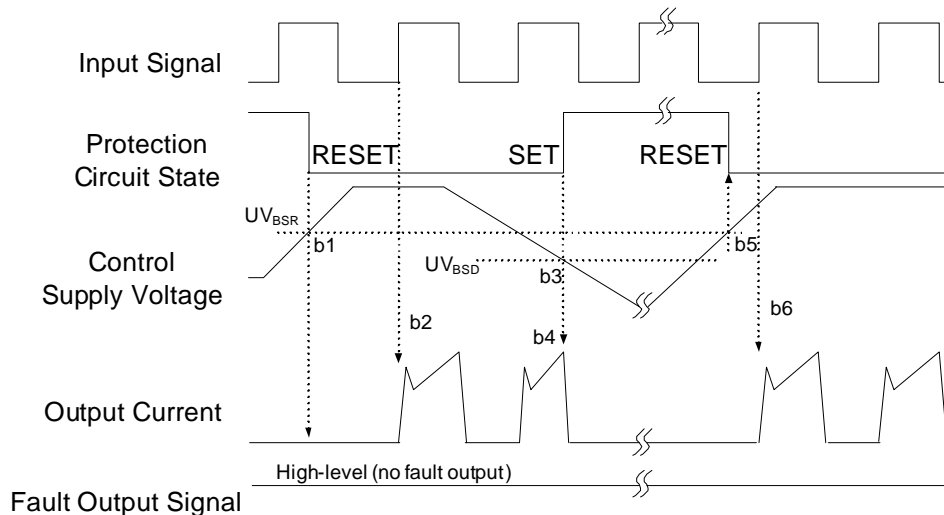 Input Signal
Protection
Circuit State
RESET
SET
RESET
UVBSR
b1
b5
Control
Supply Voltage
UVBSD
b3
b2
b4
b6
Output Current
High-level (no fault output)
Fault Output Signal